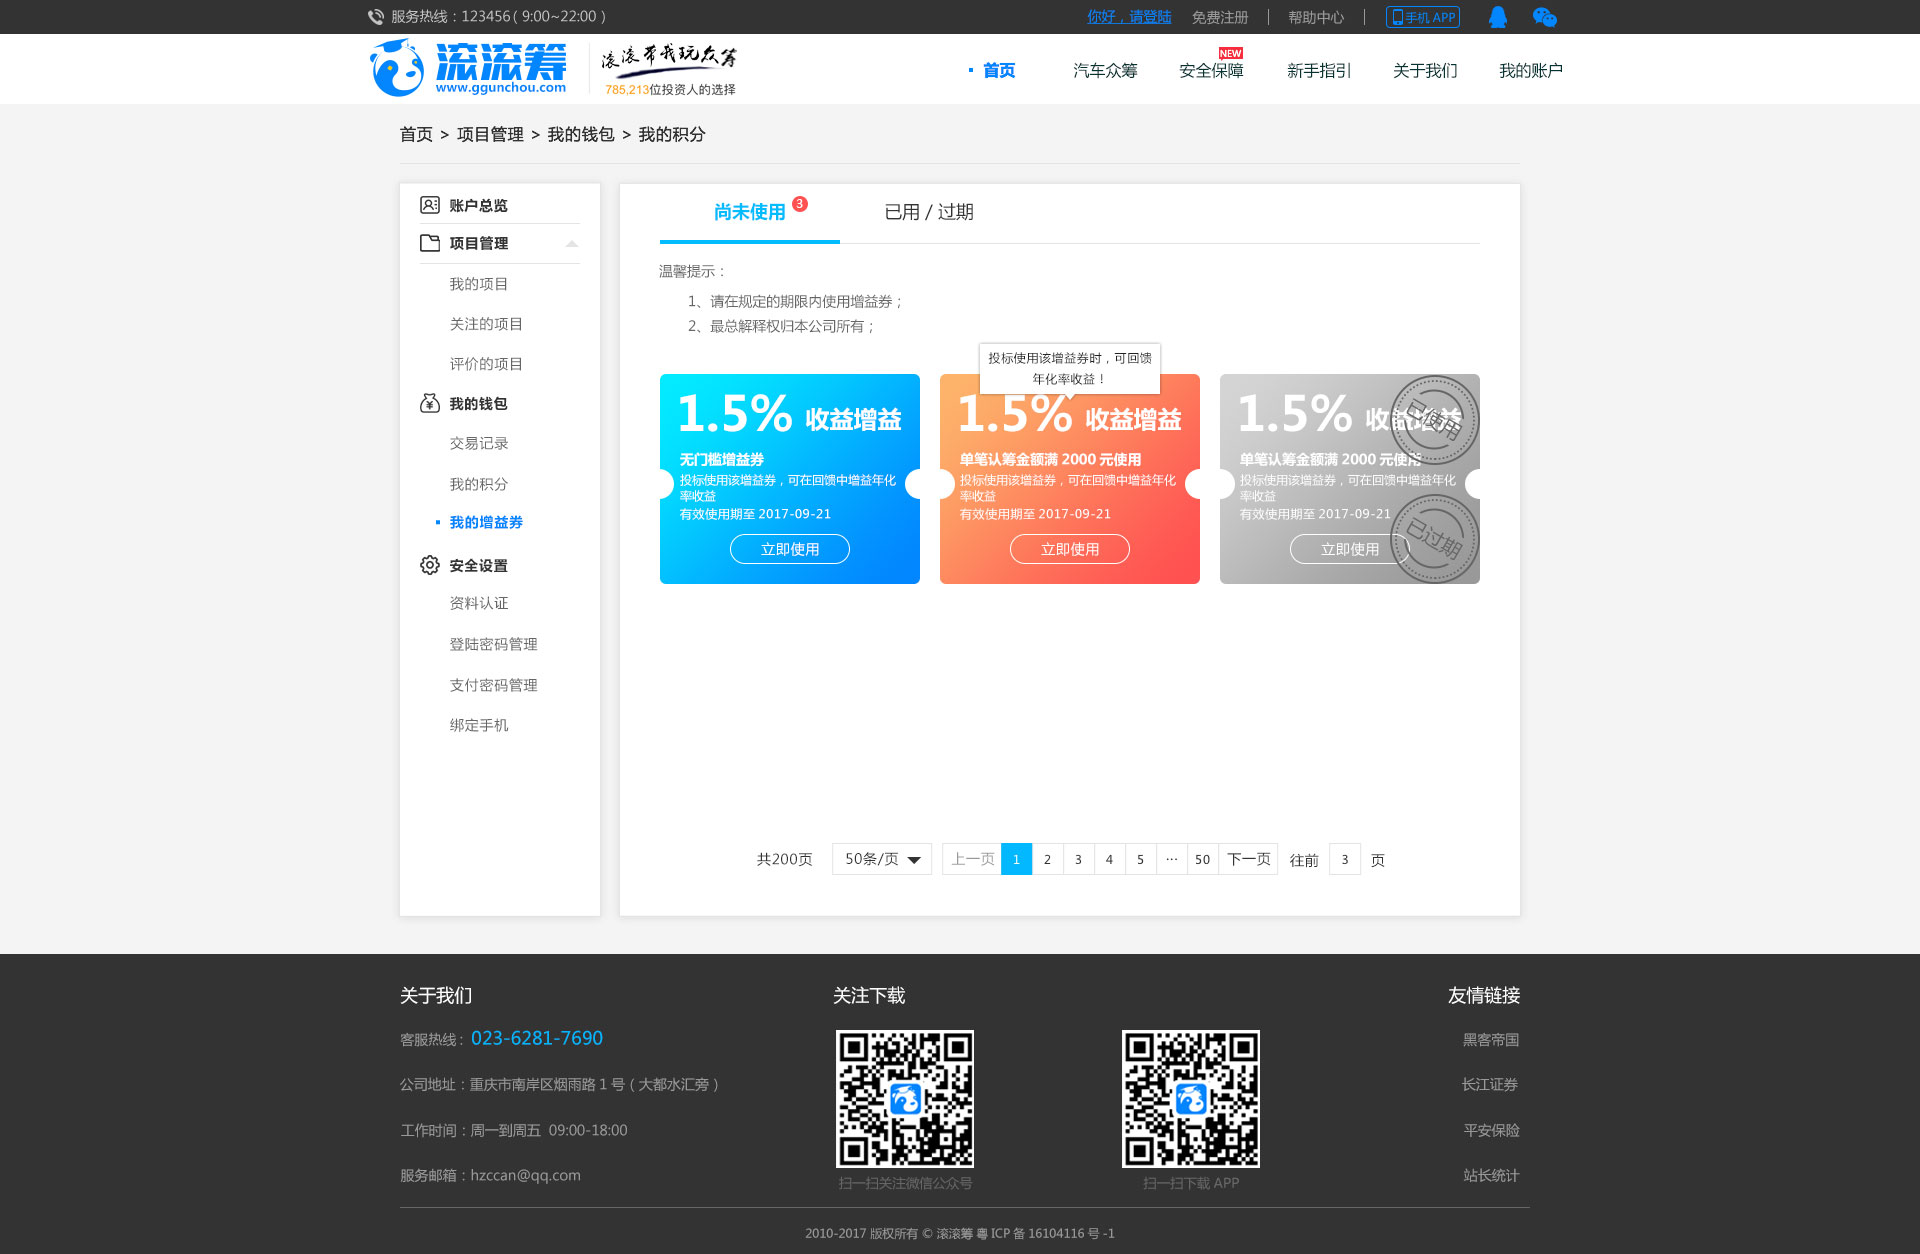 服务热线：123456（ 9:00~22:00 ）
你好，请登陆 免费注册 帮助中心 手机 APP
滚滚筹
www.ggunchou.com
滚滚带我玩众筹
785,213位投资人的选择
首页 汽车众筹 安全保障 NEW 新手指引 关于我们 我的账户
首页 > 项目管理 > 我的钱包 > 我的积分
账户总览
项目管理
我的项目
关注的项目
评价的项目
我的钱包
交易记录
我的积分
我的增益券
安全设置
资料认证
登陆密码管理
支付密码管理
绑定手机
尚未使用 3 已用 / 过期
温馨提示：
1、请在规定的期限内使用增益券；
2、最总解释权归本公司所有；
投标使用该增益券时，可回馈
年化率收益！
1.5% 收益增益
无门槛增益券
投标使用该增益券，可在回馈中增益年化
率收益
有效使用期至 2017-09-21
立即使用
1.5% 收益增益
单笔认筹金额满 2000 元使用
投标使用该增益券，可在回馈中增益年化
率收益
有效使用期至 2017-09-21
立即使用
1.5% 收益增益
已使用
单笔认筹金额满 2000 元使用
投标使用该增益券，可在回馈中增益年化
率收益
有效使用期至 2017-09-21
已过期
立即使用
共200页 50条/页 上一页 1 2 3 4 5 ··· 50 下一页 往前 3 页
关于我们
客服热线：023-6281-7690
公司地址：重庆市南岸区烟雨路 1 号（ 大都水汇旁 ）
工作时间：周一到周五 09:00-18:00
服务邮箱：hzccan@qq.com
关注下载
扫一扫关注微信公众号
扫一扫下载 APP
友情链接
黑客帝国
长江证券
平安保险
站长统计
2010-2017 版权所有 © 滚滚筹 粤 ICP 备 16104116 号 -1